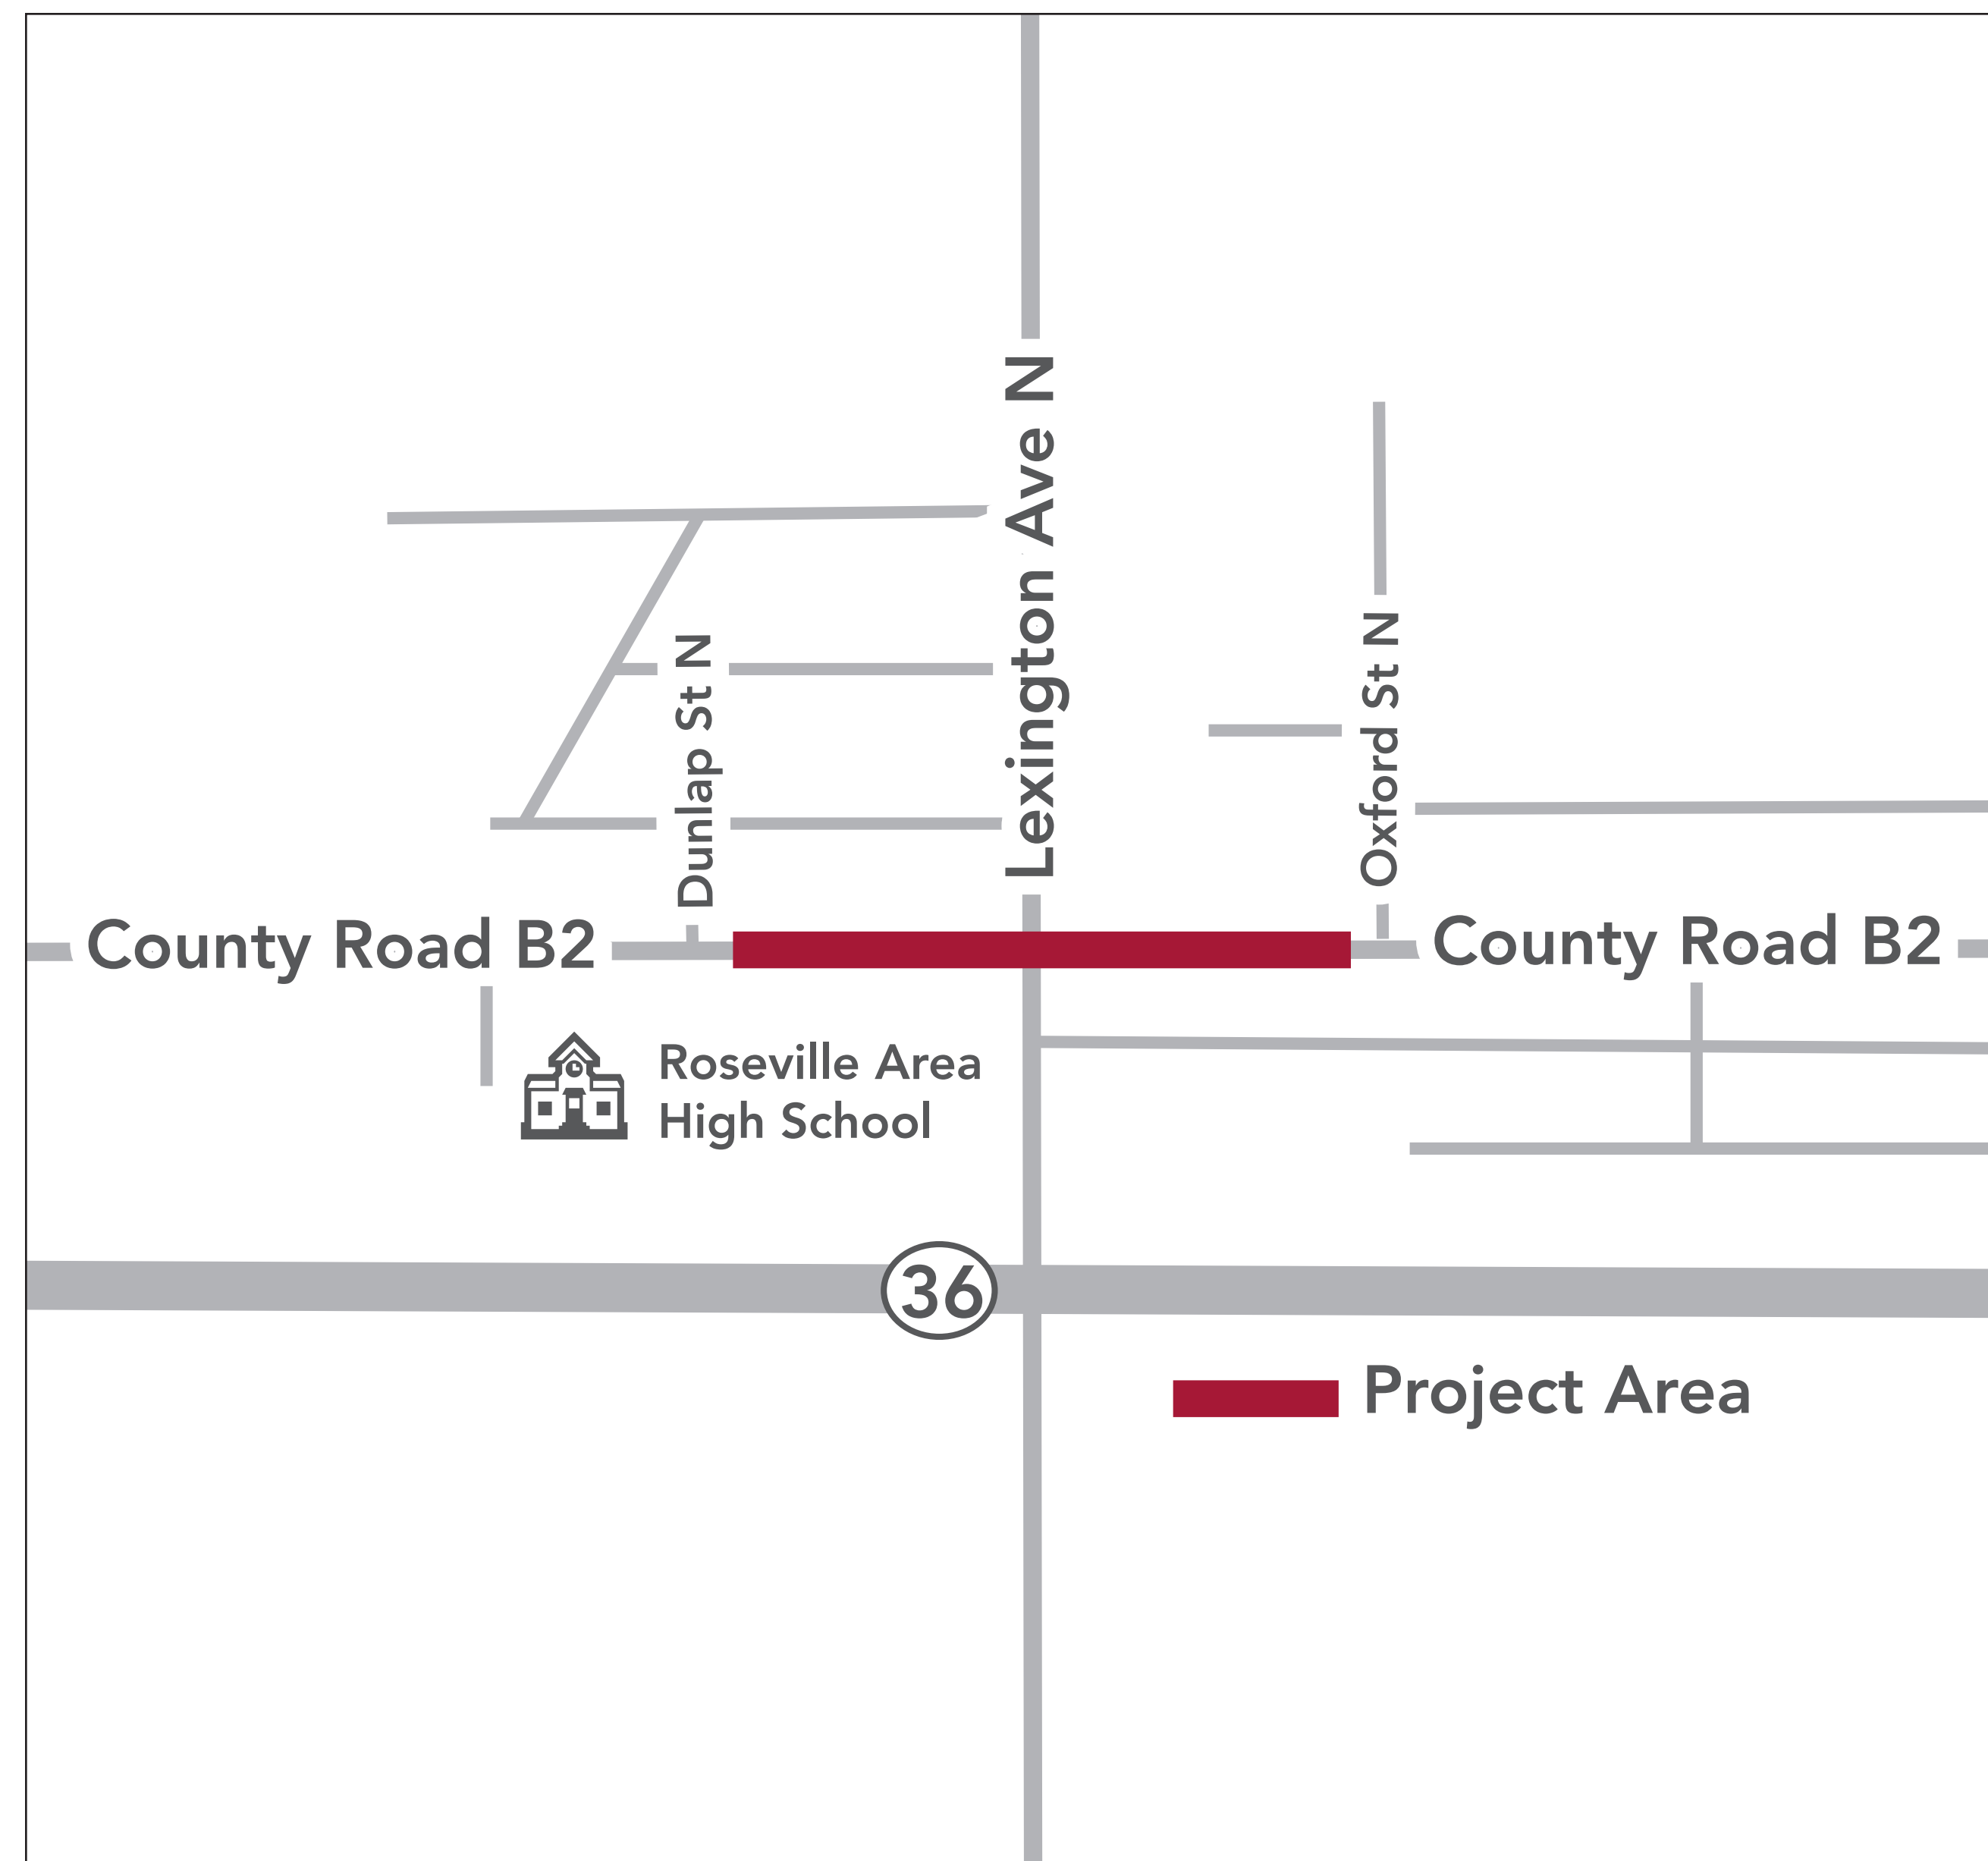 Lexington Ave N
Dunlap St N
Oxford St N
County Road B2
County Road B2
Roseville Area
High School
36
Project Area